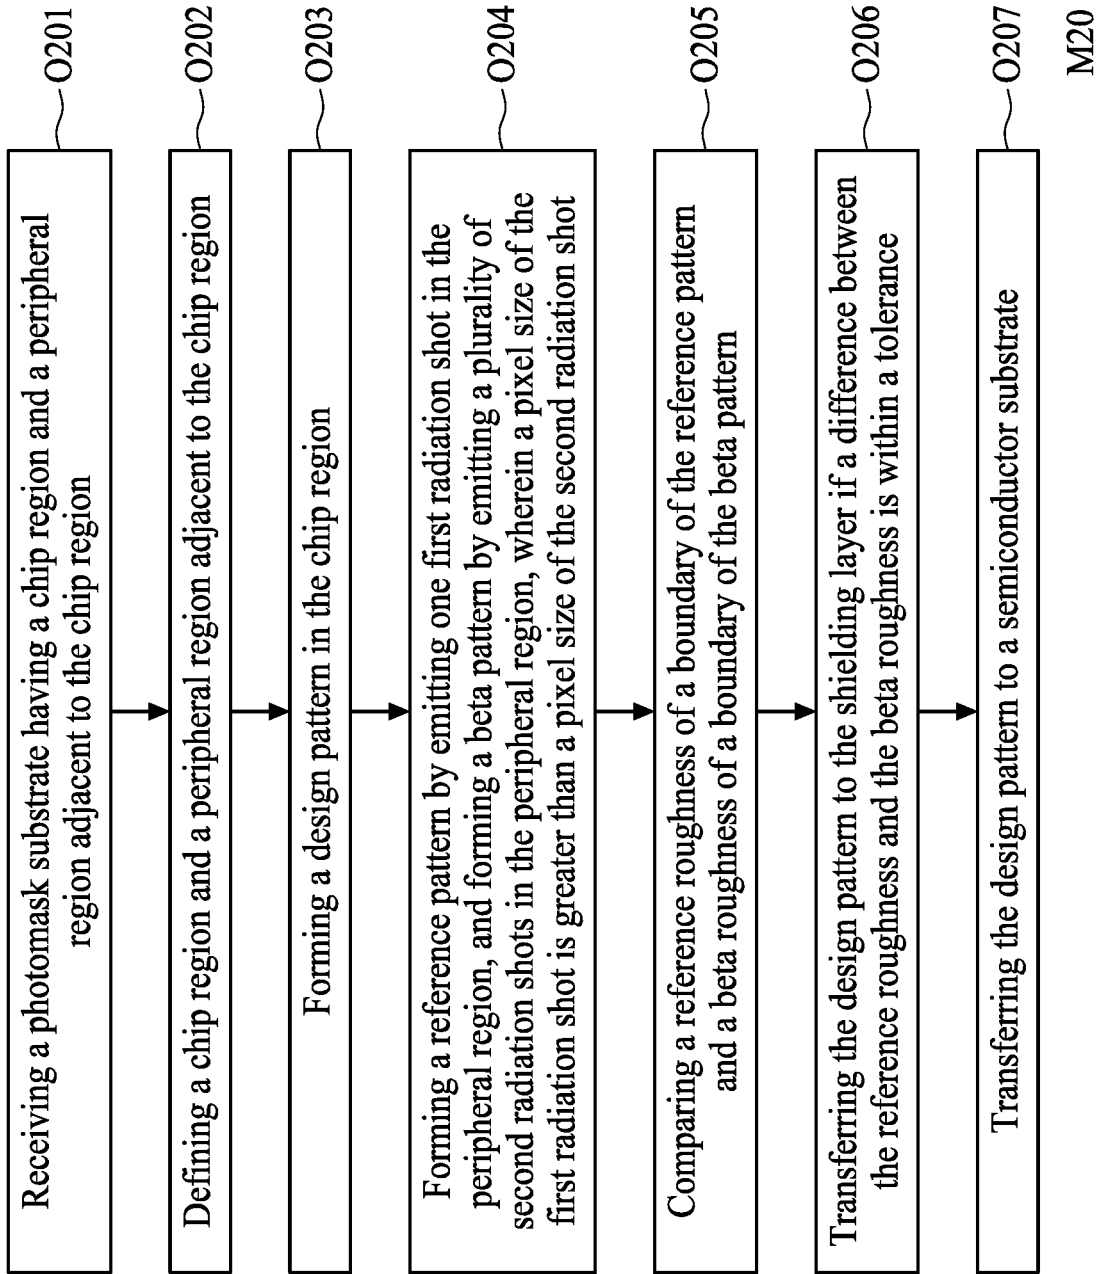 Receiving a photomask substrate having a chip region and a peripheral
region adjacent to the chip region
O201
Defining a chip region and a peripheral region adjacent to the chip region
O202
Forming a design pattern in the chip region
O203
Forming a reference pattern by emitting one first radiation shot in the
peripheral region, and forming a beta pattern by emitting a plurality of
second radiation shots in the peripheral region, wherein a pixel size of the
first radiation shot is greater than a pixel size of the second radiation shot
O204
Comparing a reference roughness of a boundary of the reference pattern
and a beta roughness of a boundary of the beta pattern
O205
Transferring the design pattern to the shielding layer if a difference between
the reference roughness and the beta roughness is within a tolerance
O206
Transferring the design pattern to a semiconductor substrate
O207
M20